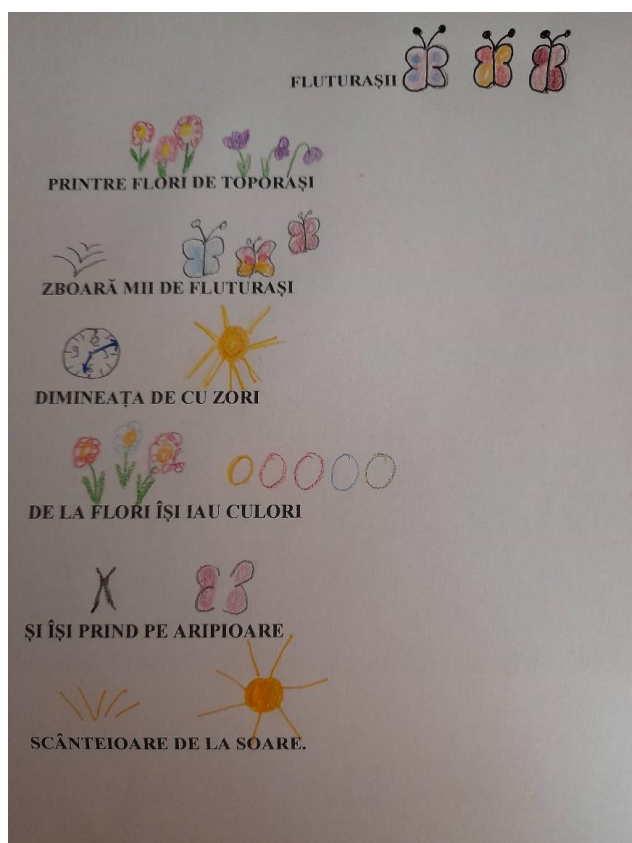 FLUTURAȘII
PRINTRE FLORI DE TOPORAȘI
ZBOARĂ MII DE FLUTURAȘI
DIMINEAȚA DE CU ZORI
DE LA FLORI ÎȘI IAU CULORI
ȘI ÎȘI PRIND PE ARIPIOARE
SCÂNTEIOARE DE LA SOARE.